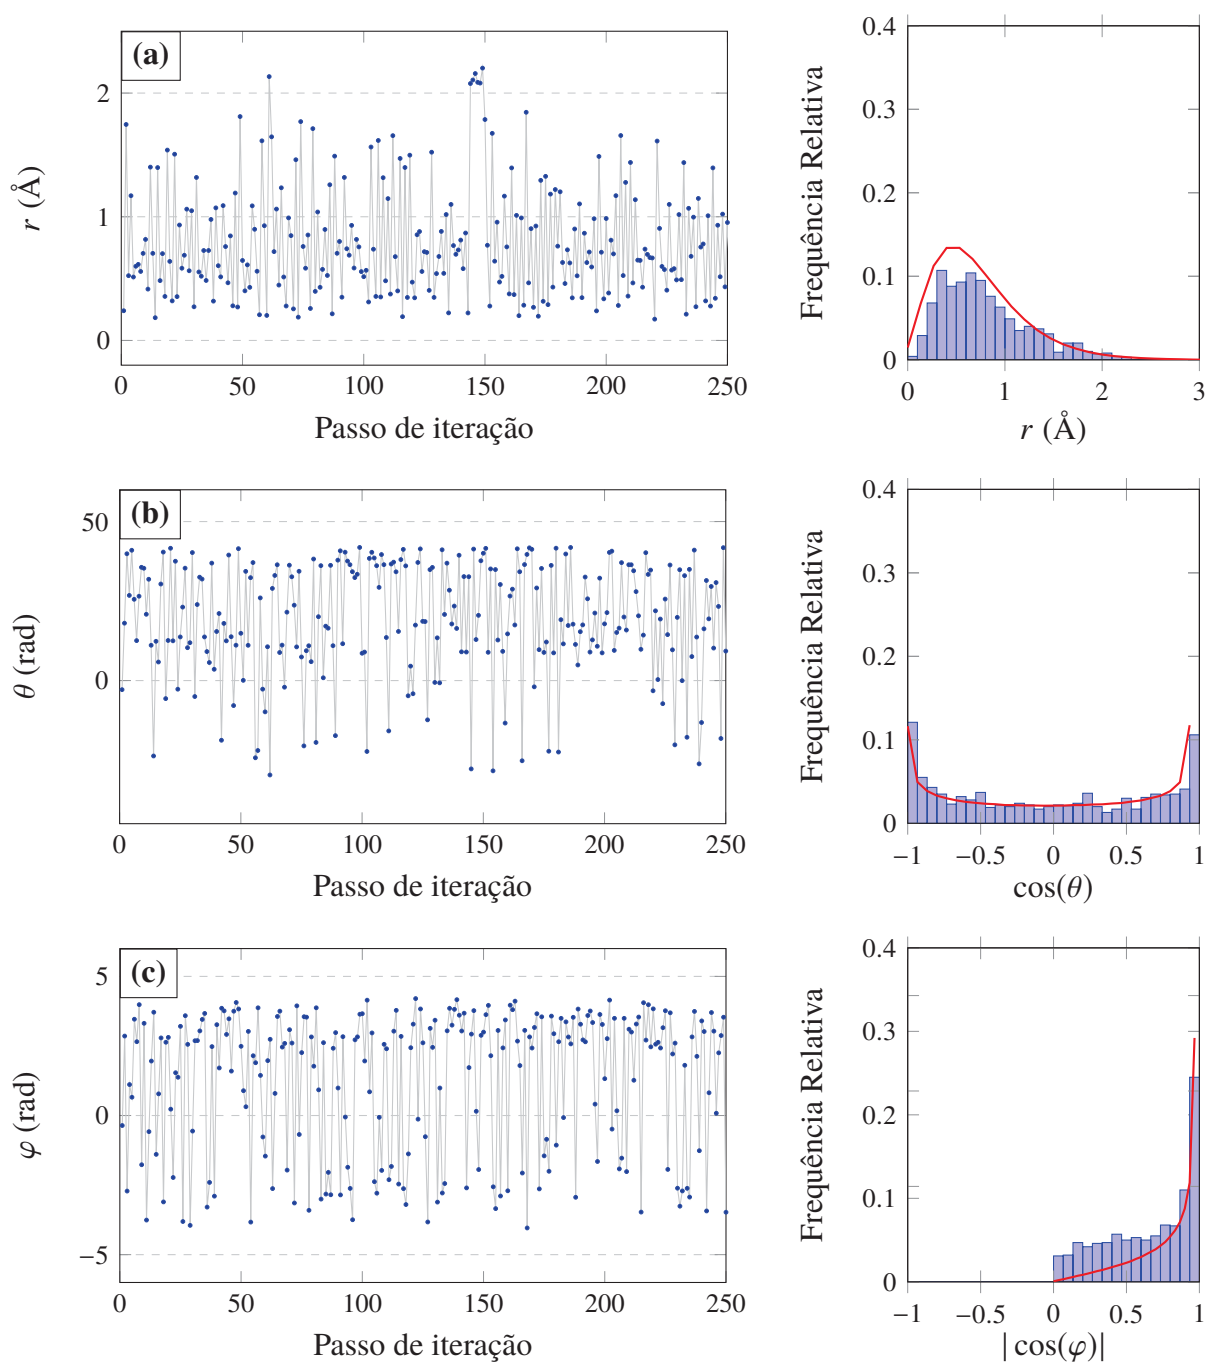 (a)
r (Å)
2
1
0
0 50 100 150 200 250
Passo de iteração
Frequência Relativa
0.4
0.3
0.2
0.1
0
0 1 2 3
r (Å)
(b)
θ (rad)
50
0
0 50 100 150 200 250
Passo de iteração
Frequência Relativa
0.4
0.3
0.2
0.1
0
−1 −0.5 0 0.5 1
cos(θ)
(c)
φ (rad)
5
0
−5
0 50 100 150 200 250
Passo de iteração
Frequência Relativa
0.4
0.3
0.2
0.1
0
−1 −0.5 0 0.5 1
| cos(φ)|